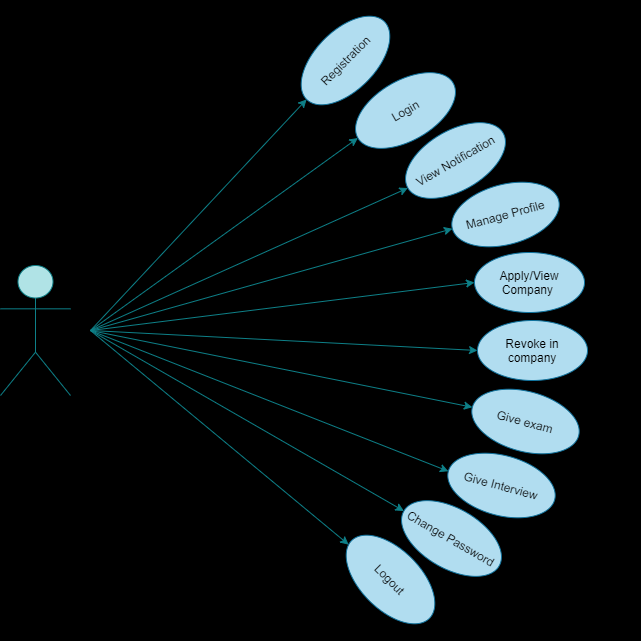 Registration
Login
View Notification
Manage Profile
Apply/View
Company
Revoke in
company
Give exam
Give Interview
Change Password
Logout